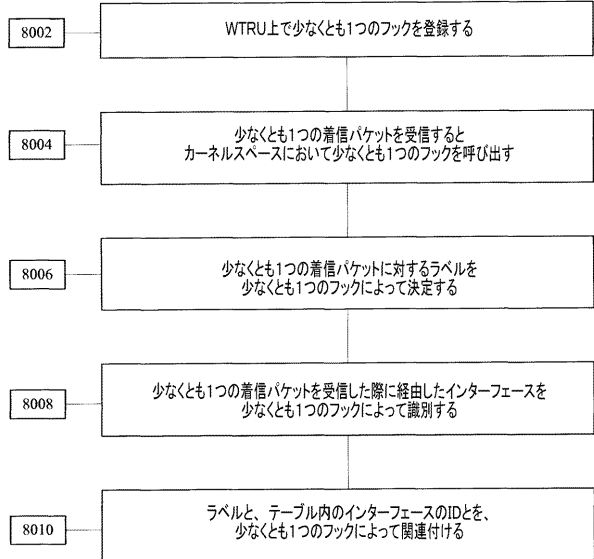 8002
WTRU上で少なくとも1つのフックを登録する
8004
少なくとも1つの着信パケットを受信すると
カーネルスペースにおいて少なくとも1つのフックを呼び出す
8006
少なくとも1つの着信パケットに対するラベルを
少なくとも1つのフックによって決定する
8008
少なくとも1つの着信パケットを受信した際に経由したインターフェースを
少なくとも1つのフックによって識別する
8010
ラベルと、テーブル内のインターフェースのIDとを、
少なくとも1つのフックによって関連付ける